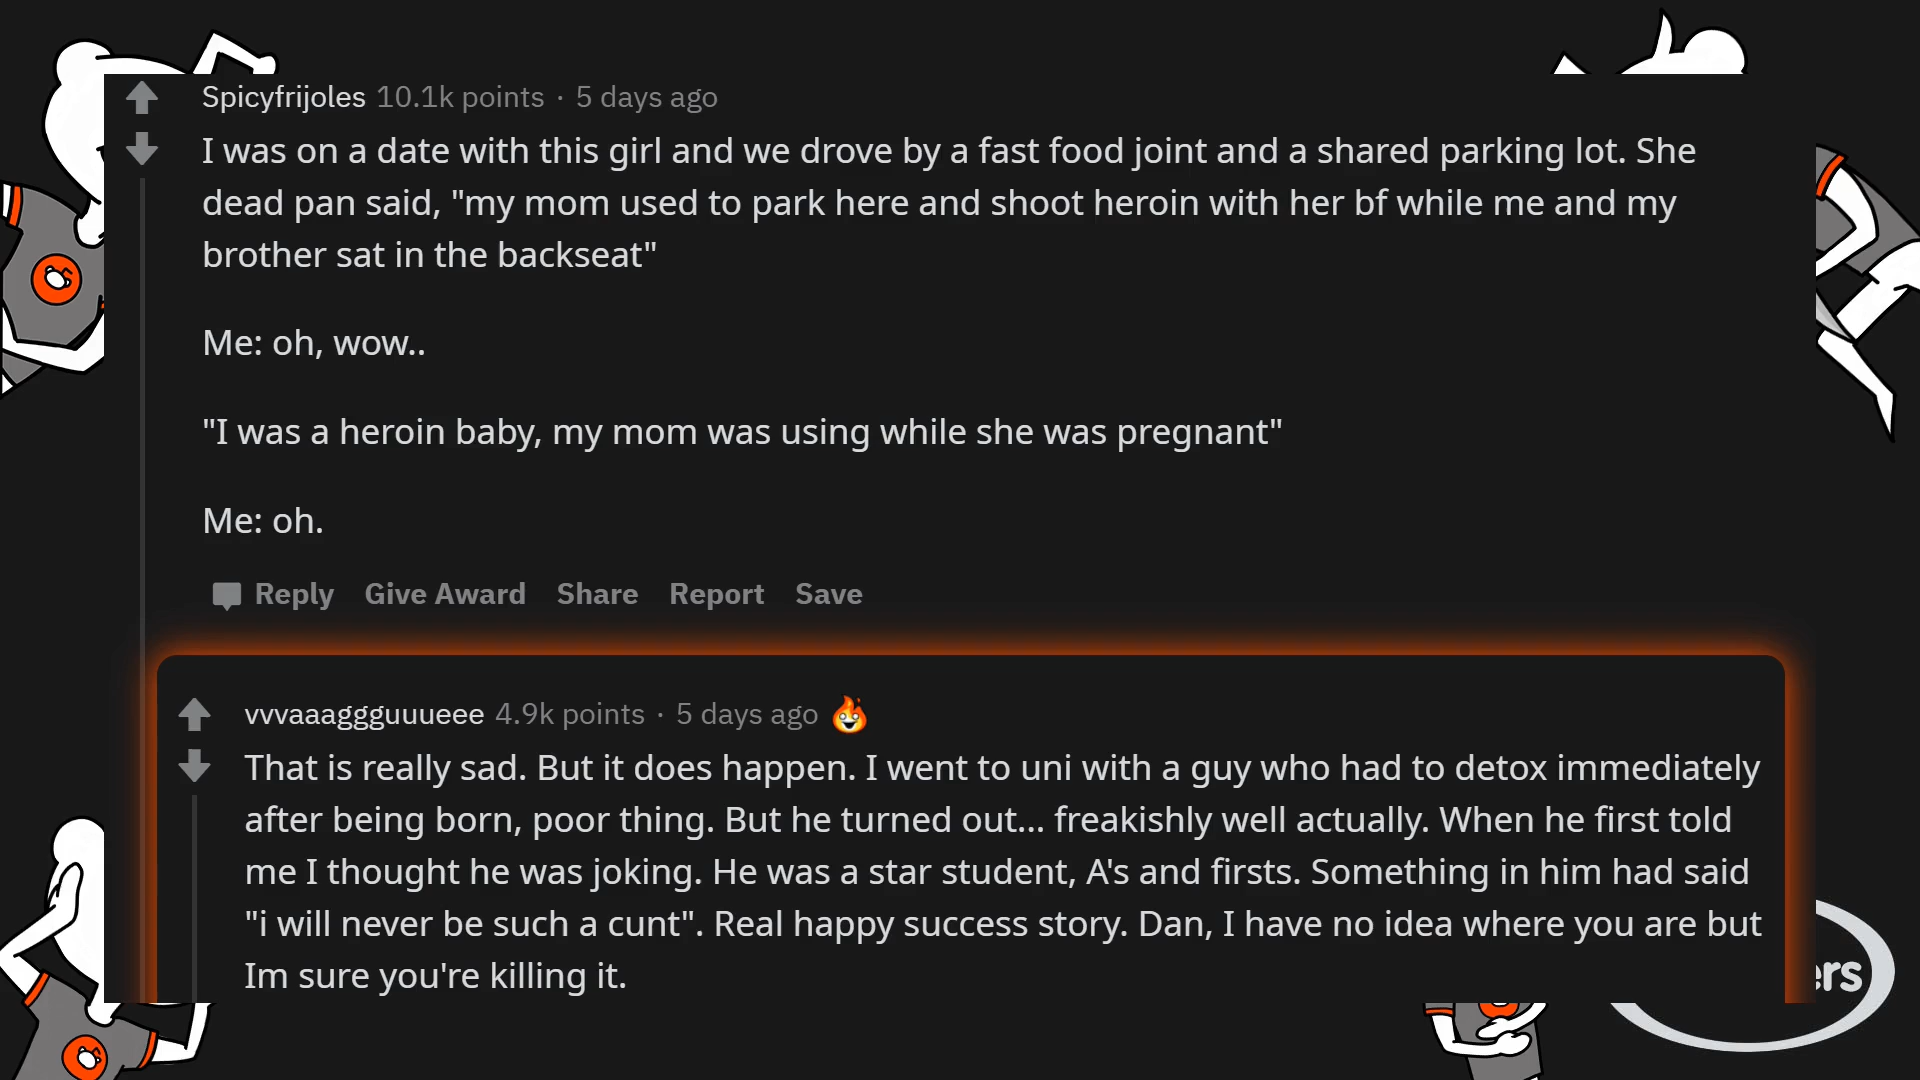 Spicyfrijoles 10.1k points · 5 days ago
I was on a date with this girl and we drove by a fast food joint and a shared parking lot. She
dead pan said, "my mom used to park here and shoot heroin with her bf while me and my
brother sat in the backseat"
Me: oh, wow..
"I was a heroin baby, my mom was using while she was pregnant"
Me: oh.
Reply Give Award Share Report Save
vvvaaaggguuueee 4.9k points · 5 days ago
That is really sad. But it does happen. I went to uni with a guy who had to detox immediately
after being born, poor thing. But he turned out... freakishly well actually. When he first told
me I thought he was joking. He was a star student, A's and firsts. Something in him had said
"i will never be such a cunt". Real happy success story. Dan, I have no idea where you are but
Im sure you're killing it.